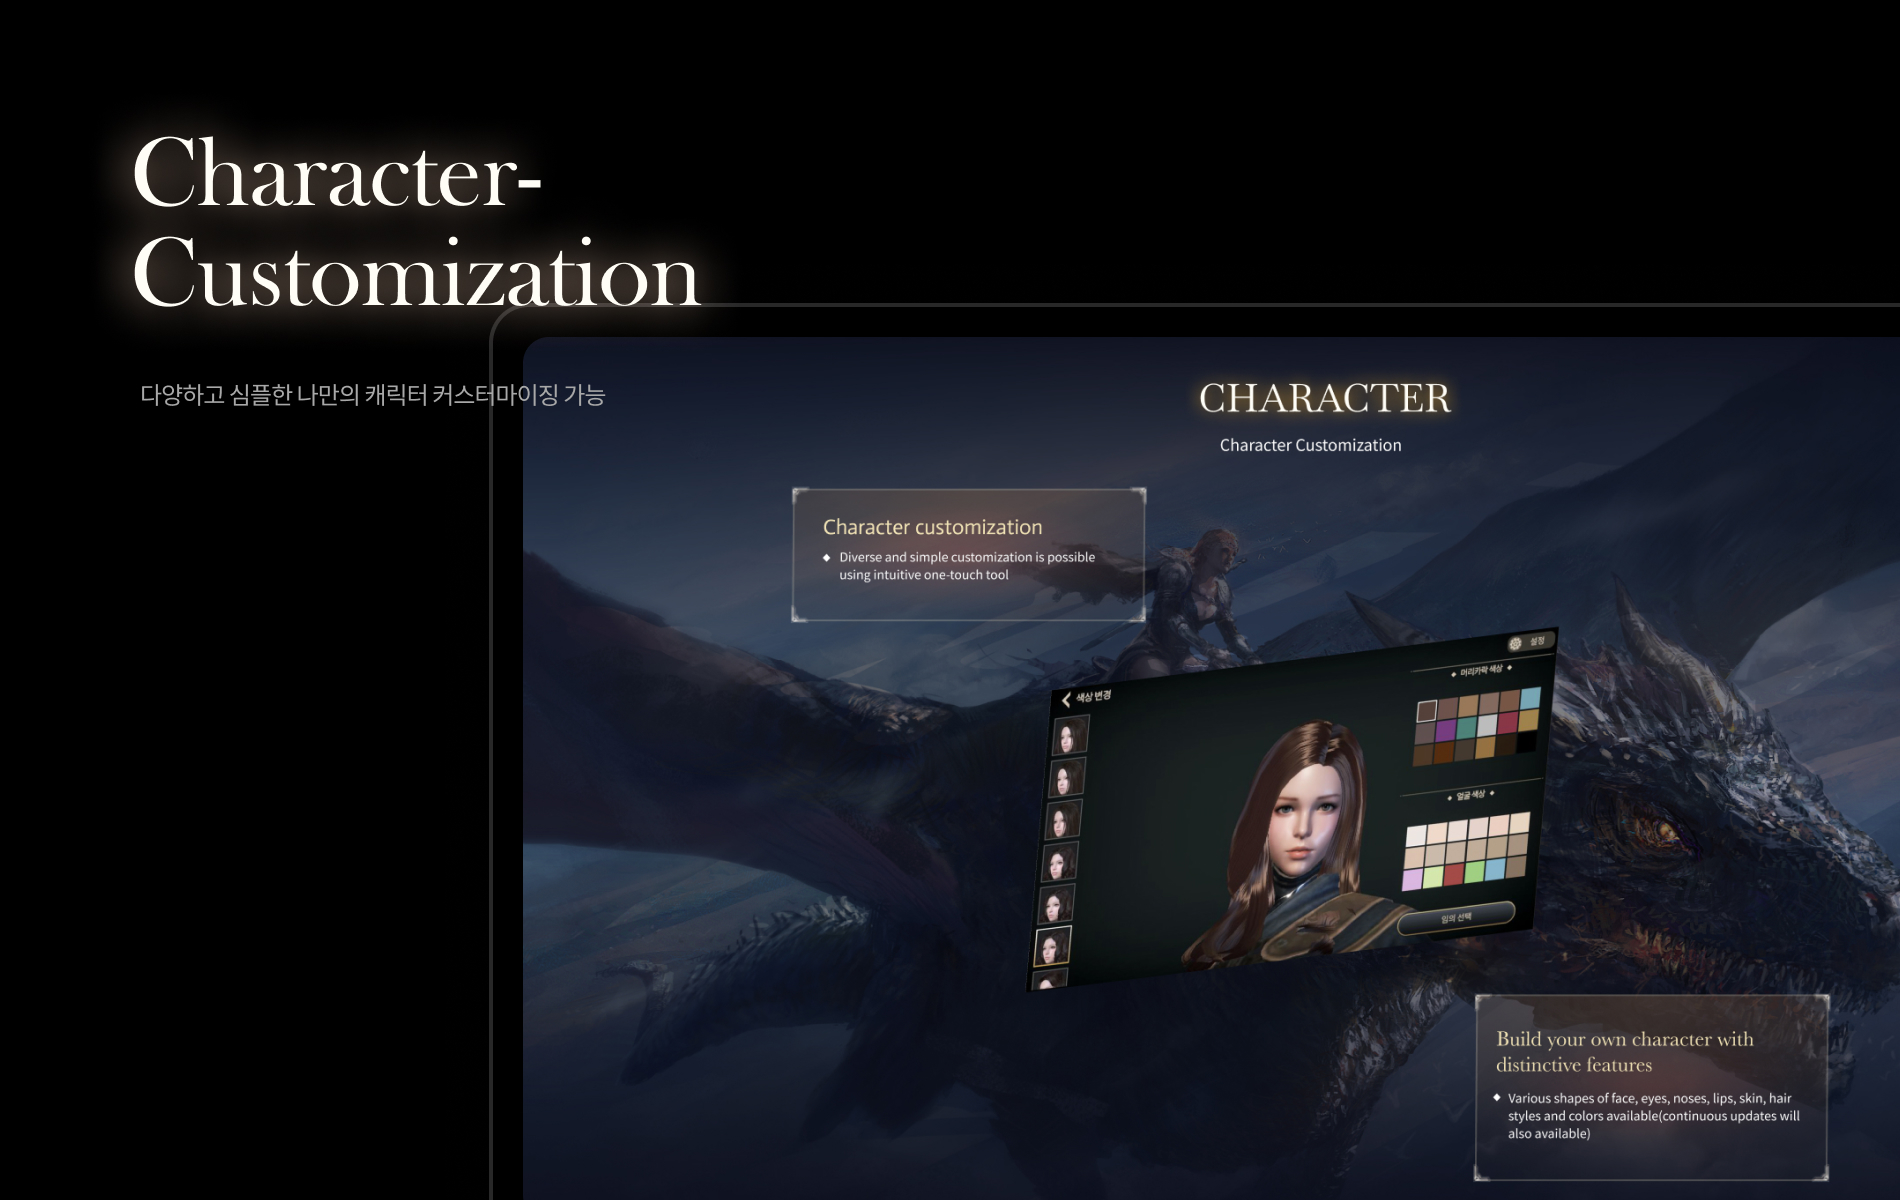 Character-
Customization
다양하고 심플한 나만의 캐릭터 커스터마이징 가능
CHARACTER
Character Customization
Character customization
◆ Diverse and simple customization is possible
using intuitive one-touch tool
설정
색상 변경
◆ 머리카락 색상 ◆
◆ 얼굴 색상 ◆
임의 선택
Build your own character with
distinctive features
◆ Various shapes of face, eyes, noses, lips, skin, hair
styles and colors available(continuous updates will
also available)